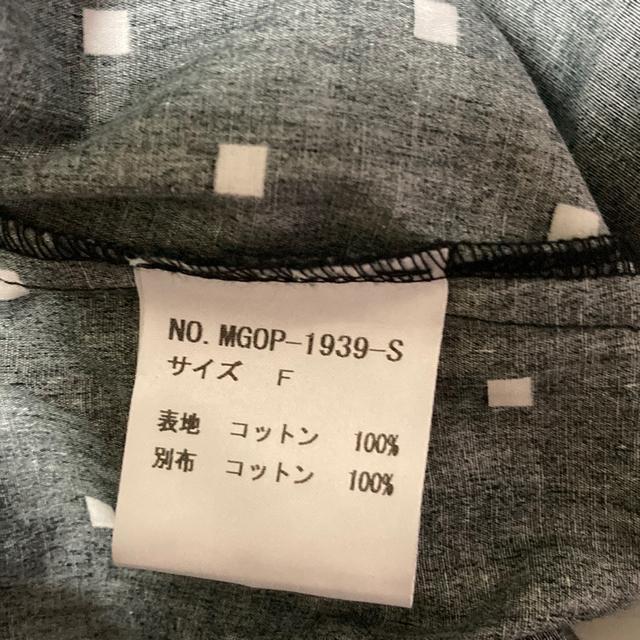 NO. MGOP-1939-S
サイズ F
表地 コットン 100%
別布 コットン 100%